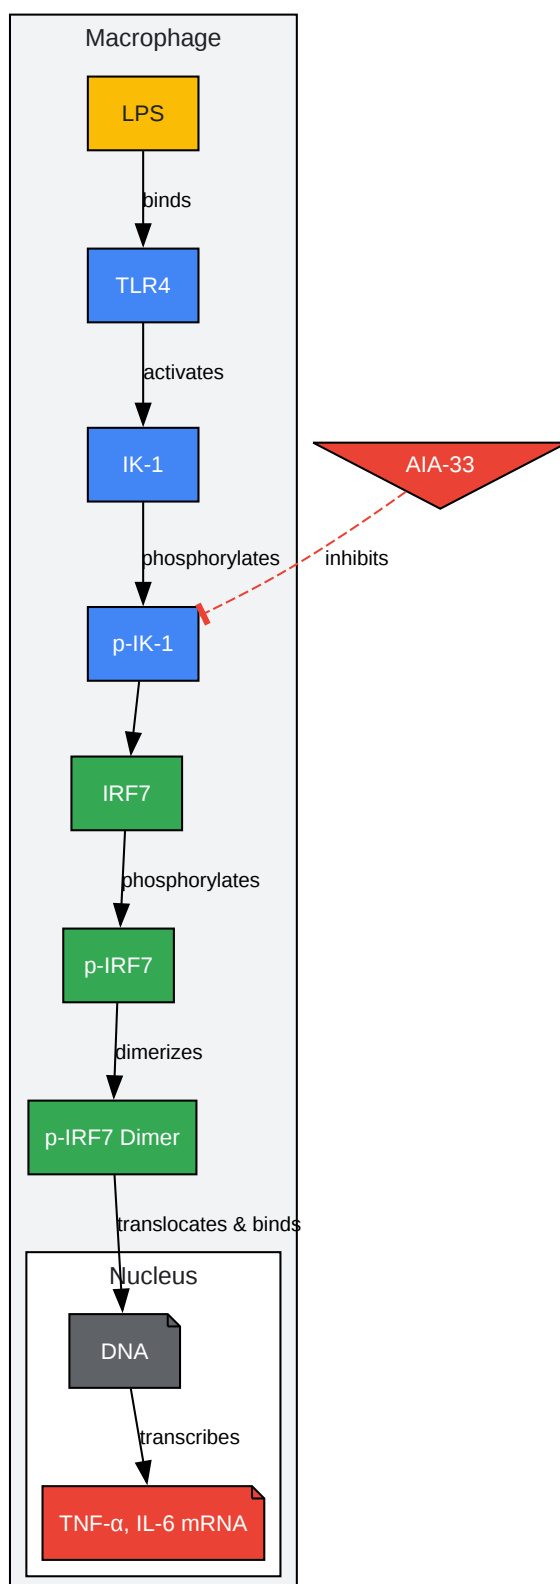 Macrophage
LPS
binds
TLR4
activates
IK-1
AIA-33
phosphorylates
inhibits
p-IK-1
IRF7
phosphorylates
p-IRF7
dimerizes
p-IRF7 Dimer
translocates & binds
Nucleus
DNA
transcribes
TNF-α, IL-6 mRNA